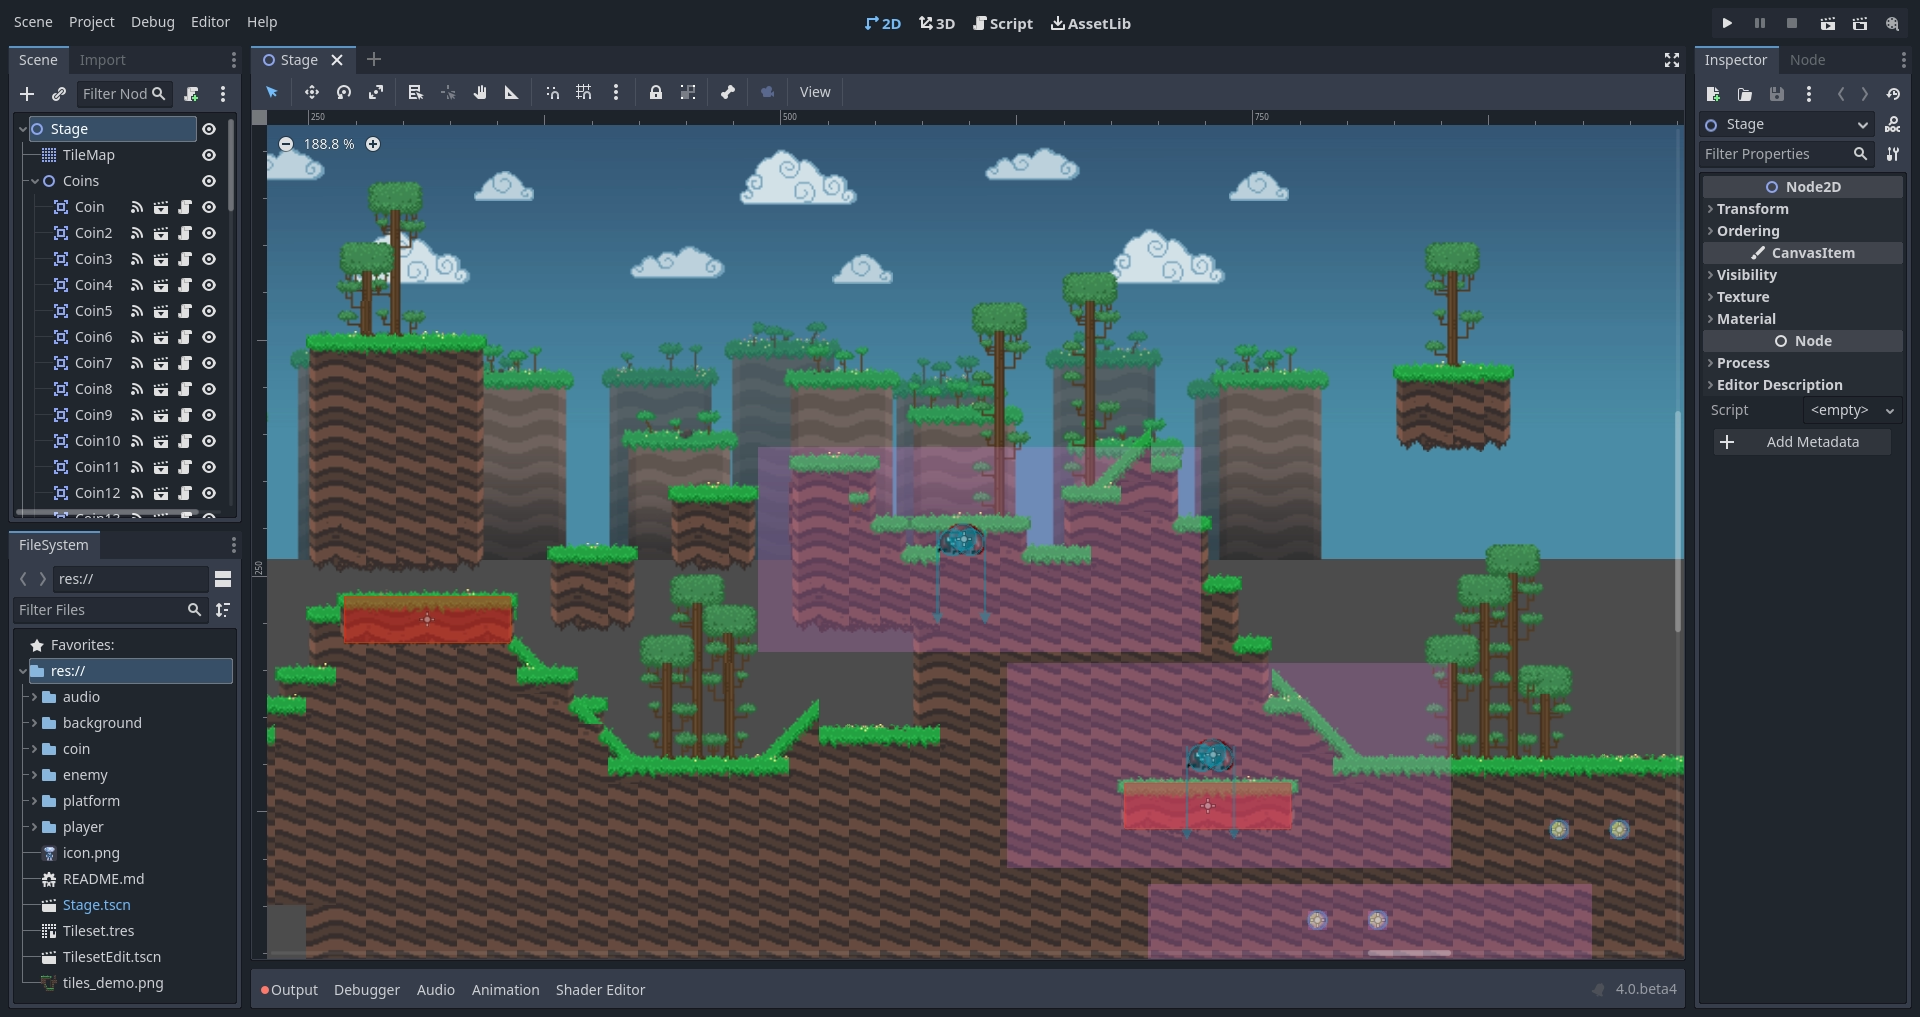 Scene Project Debug Editor Help
2D 3D Script AssetLib
Scene Import
Filter Nod
Stage
TileMap
Coins
Coin
Coin2
Coin3
Coin4
Coin5
Coin6
Coin7
Coin8
Coin9
Coin10
Coin11
Coin12
FileSystem
res://
Filter Files
Favorites:
res://
audio
background
coin
enemy
platform
player
icon.png
README.md
Stage.tscn
Tileset.tres
TilesetEdit.tscn
tiles_demo.png
Stage
View
250 500 750
188.8 %
250
Output Debugger Audio Animation Shader Editor 4.0.beta4
Inspector Node
Stage
DOC
Filter Properties
Node2D
Transform
Ordering
CanvasItem
Visibility
Texture
Material
Node
Process
Editor Description
Script <empty>
Add Metadata